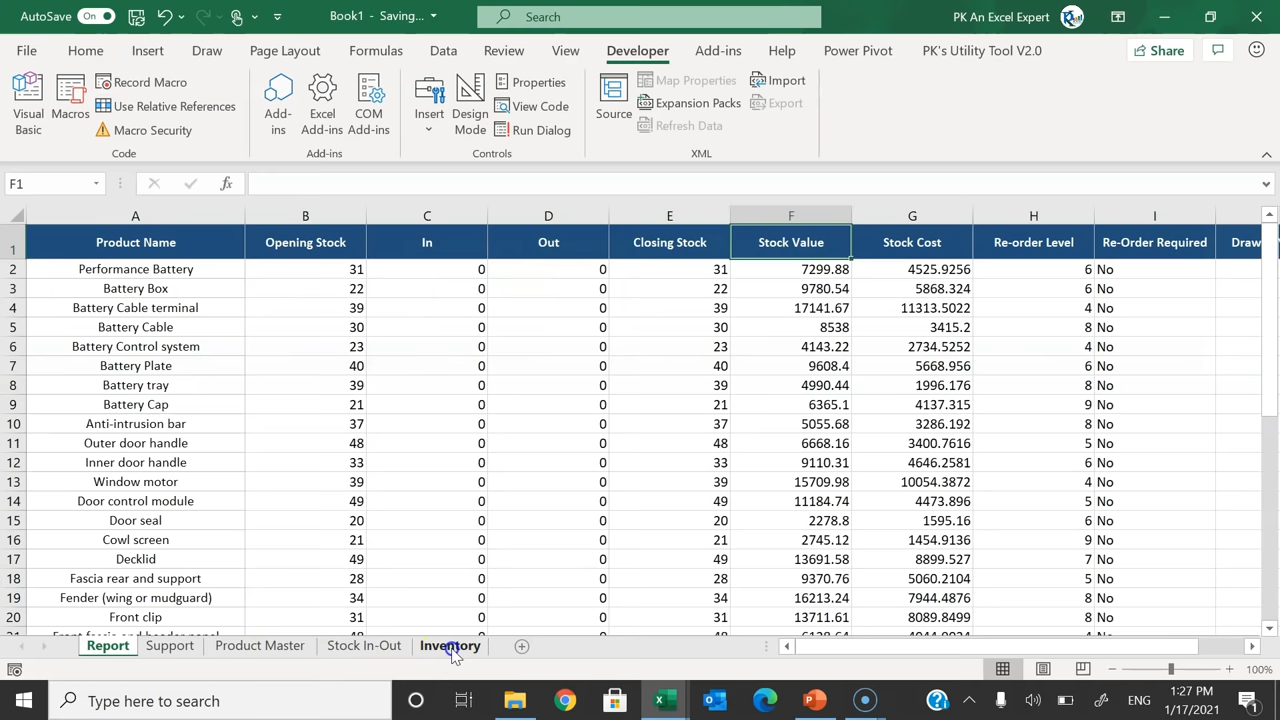 AutoSave On Book1 - Saving... Search PK An Excel Expert
File Home Insert Draw Page Layout Formulas Data Review View Developer Add-ins Help Power Pivot PK's Utility Tool V2.0 Share
Visual Basic
Macros
Record Macro
Use Relative References
Macro Security
Code
Add-ins
Excel Add-ins
COM Add-ins
Add-ins
Insert
Design Mode
Properties
View Code
Run Dialog
Controls
Source
Map Properties
Expansion Packs
Refresh Data
Import
Export
XML
F1 fx
A B C D E F G H I
1 Product Name Opening Stock In Out Closing Stock Stock Value Stock Cost Re-order Level Re-Order Required Draw
2 Performance Battery 31 0 0 31 7299.88 4525.9256 6 No
3 Battery Box 22 0 0 22 9780.54 5868.324 6 No
4 Battery Cable terminal 39 0 0 39 17141.67 11313.5022 4 No
5 Battery Cable 30 0 0 30 8538 3415.2 8 No
6 Battery Control system 23 0 0 23 4143.22 2734.5252 4 No
7 Battery Plate 40 0 0 40 9608.4 5668.956 6 No
8 Battery tray 39 0 0 39 4990.44 1996.176 8 No
9 Battery Cap 21 0 0 21 6365.1 4137.315 9 No
10 Anti-intrusion bar 37 0 0 37 5055.68 3286.192 8 No
11 Outer door handle 48 0 0 48 6668.16 3400.7616 5 No
12 Inner door handle 33 0 0 33 9110.31 4646.2581 6 No
13 Window motor 39 0 0 39 15709.98 10054.3872 4 No
14 Door control module 49 0 0 49 11184.74 4473.896 5 No
15 Door seal 20 0 0 20 2278.8 1595.16 6 No
16 Cowl screen 21 0 0 21 2745.12 1454.9136 9 No
17 Decklid 49 0 0 49 13691.58 8899.527 7 No
18 Fascia rear and support 28 0 0 28 9370.76 5060.2104 5 No
19 Fender (wing or mudguard) 34 0 0 34 16213.24 7944.4876 8 No
20 Front clip 31 0 0 31 13711.61 8089.8499 8 No
Report Support Product Master Stock In-Out Inventory
100%
Type here to search ENG 1:27 PM
1/17/2021 1